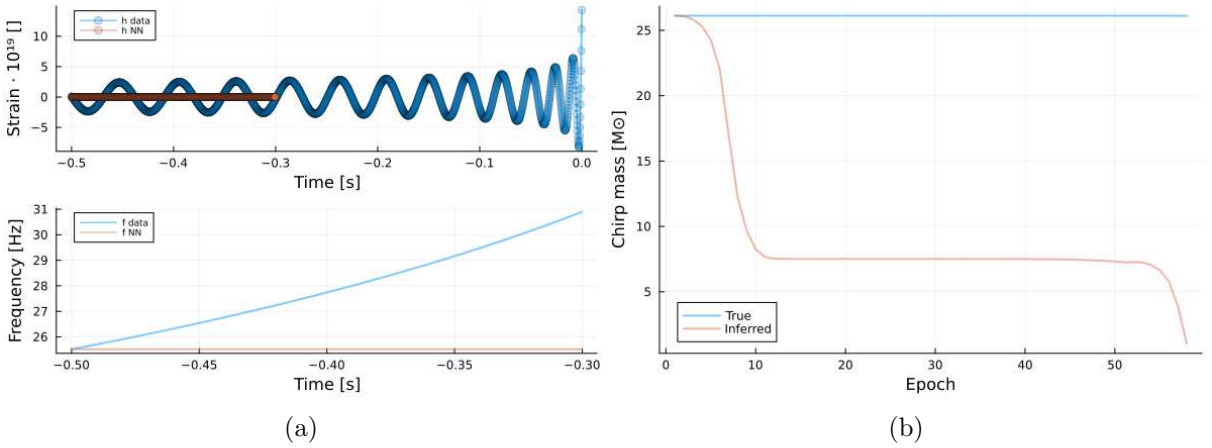 h data
h NN
10
5
0
−5
Strain · 10¹⁹ []
−0.5
−0.4
−0.3
−0.2
−0.1
0.0
Time [s]
f data
f NN
31
30
29
28
27
26
Frequency [Hz]
−0.50
−0.45
−0.40
−0.35
−0.30
Time [s]
(a)
25
20
15
10
5
Chirp mass [M⊙]
True
Inferred
0
10
20
30
40
50
Epoch
(b)